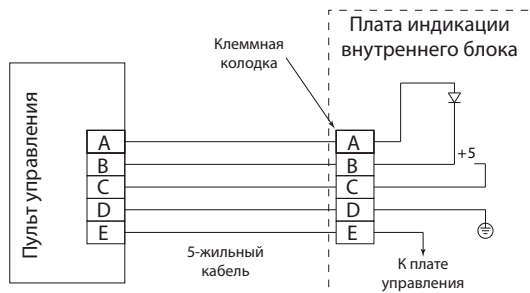 Плата индикации
внутреннего блока
Клеммная
колодка
Пульт управления
A
B
C
D
E
A
B
C
D
E
+5
5-жильный
кабель
К плате
управления